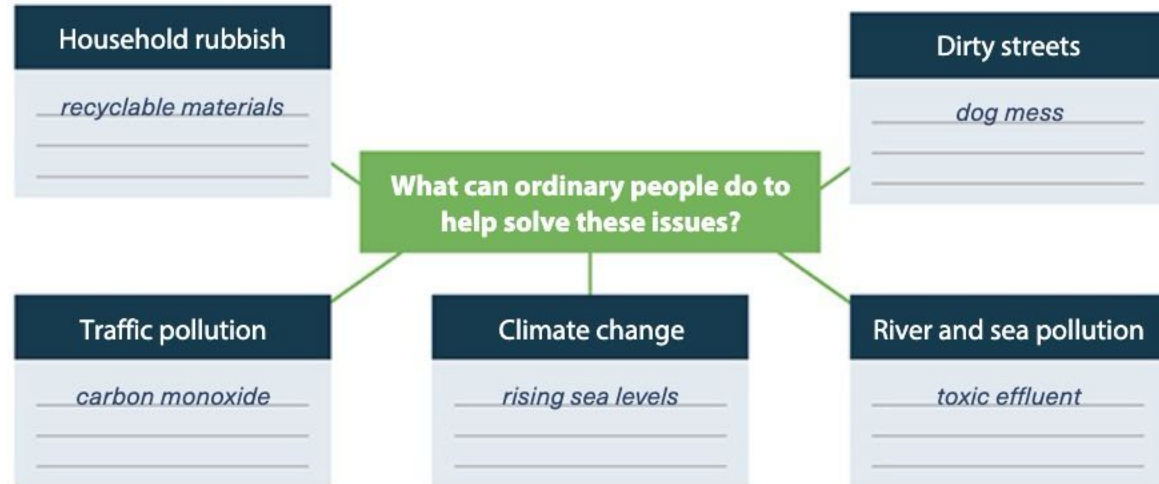 Household rubbish
recyclable materials
Dirty streets
dog mess
What can ordinary people do to
help solve these issues?
Traffic pollution
carbon monoxide
Climate change
rising sea levels
River and sea pollution
toxic effluent